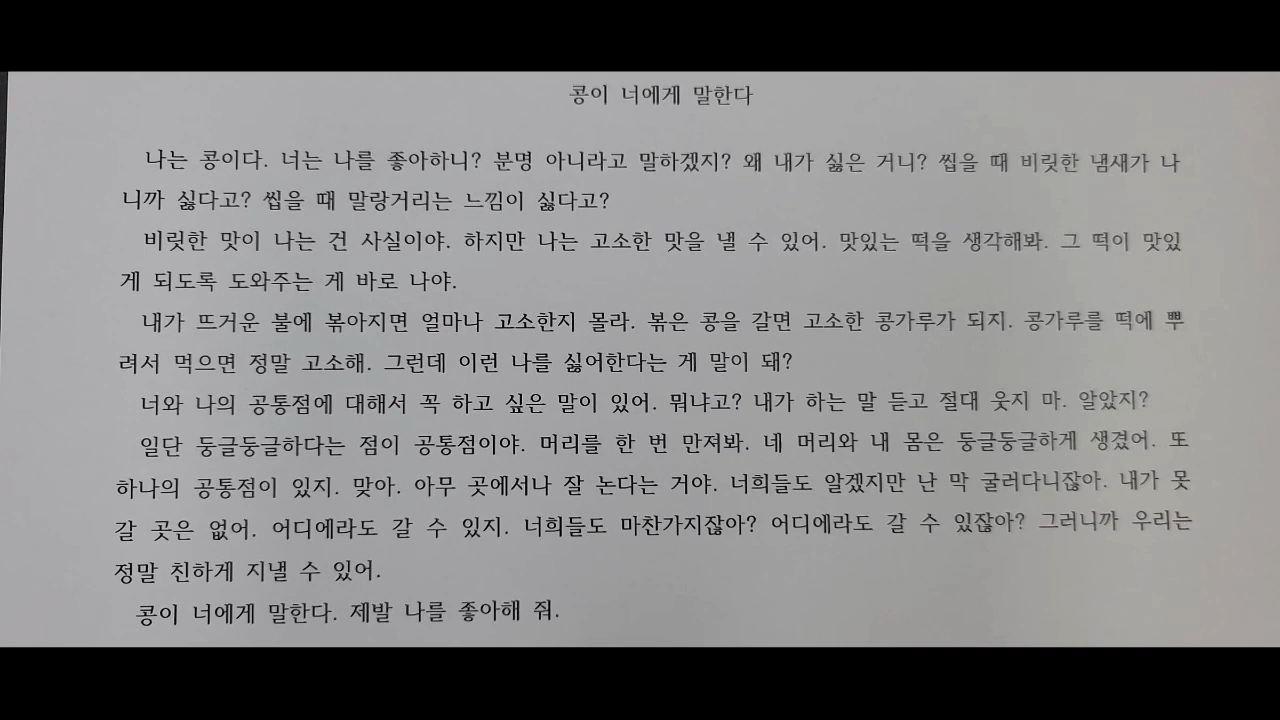 콩이 너에게 말한다
나는 콩이다. 너는 나를 좋아하니? 분명 아니라고 말하겠지? 왜 내가 싫은 거니? 씹을 때 비릿한 냄새가 나
니까 싫다고? 씹을 때 말랑거리는 느낌이 싫다고?
비릿한 맛이 나는 건 사실이야. 하지만 나는 고소한 맛을 낼 수 있어. 맛있는 떡을 생각해봐. 그 떡이 맛있
게 되도록 도와주는 게 바로 나야.
내가 뜨거운 불에 볶아지면 얼마나 고소한지 몰라. 볶은 콩을 갈면 고소한 콩가루가 되지. 콩가루를 떡에 뿌
려서 먹으면 정말 고소해. 그런데 이런 나를 싫어한다는 게 말이 돼?
너와 나의 공통점에 대해서 꼭 하고 싶은 말이 있어. 뭐냐고? 내가 하는 말 듣고 절대 웃지 마. 알았지?
일단 둥글둥글하다는 점이 공통점이야. 머리를 한 번 만져봐. 네 머리와 내 몸은 둥글둥글하게 생겼어. 또
하나의 공통점이 있지. 맞아. 아무 곳에서나 잘 논다는 거야. 너희들도 알겠지만 난 막 굴러다니잖아. 내가 못
갈 곳은 없어. 어디에라도 갈 수 있지. 너희들도 마찬가지잖아? 어디에라도 갈 수 있잖아? 그러니까 우리는
정말 친하게 지낼 수 있어.
콩이 너에게 말한다. 제발 나를 좋아해 줘.